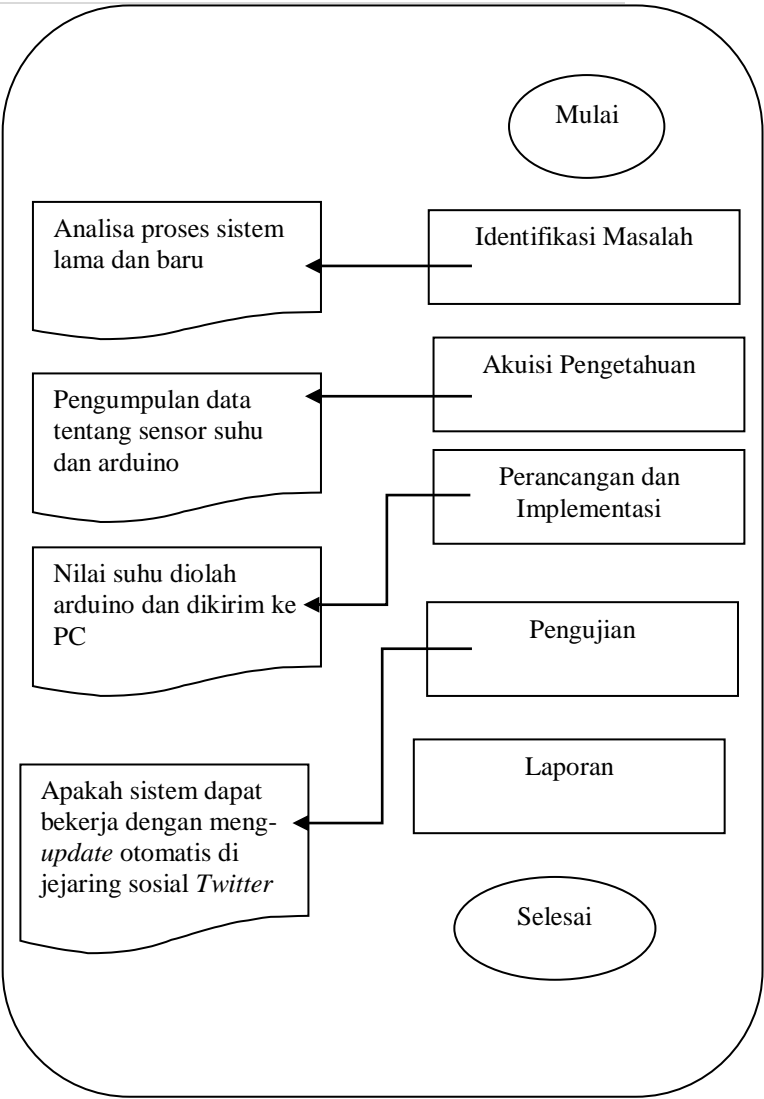 Mulai
Analisa proses sistem
lama dan baru
Identifikasi Masalah
Pengumpulan data
tentang sensor suhu
dan arduino
Akuisi Pengetahuan
Nilai suhu diolah
arduino dan dikirim ke
PC
Perancangan dan
Implementasi
Apakah sistem dapat
bekerja dengan meng-
update otomatis di
jejaring sosial Twitter
Pengujian
Laporan
Selesai